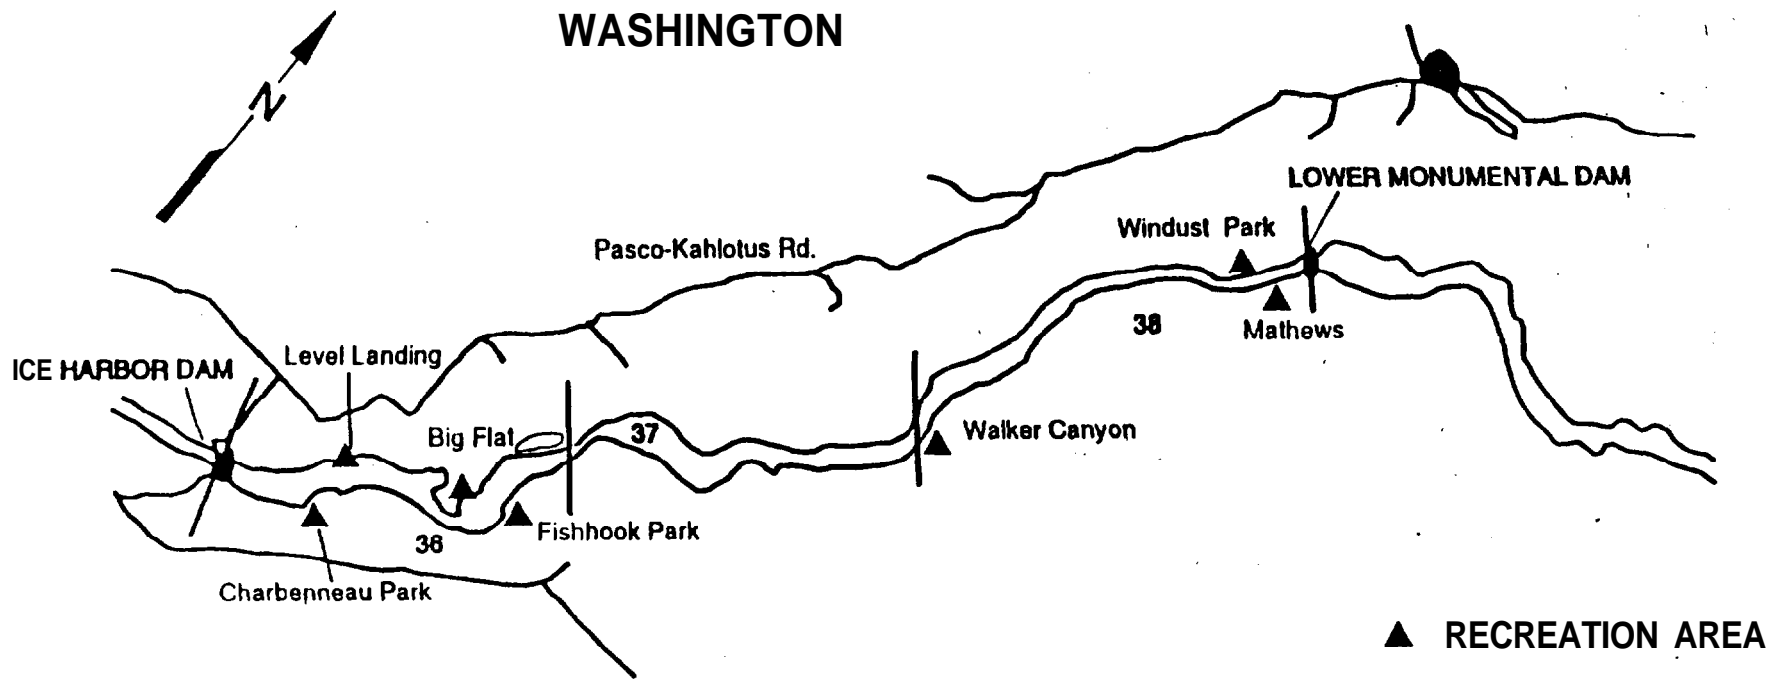 WASHINGTON
N
LOWER MONUMENTAL DAM
Windust Park
Pasco-Kahlotus Rd.
38
Mathews
Level Landing
ICE HARBOR DAM
Big Flat
37
Walker Canyon
Fishhook Park
36
Charbenneau Park
RECREATION AREA